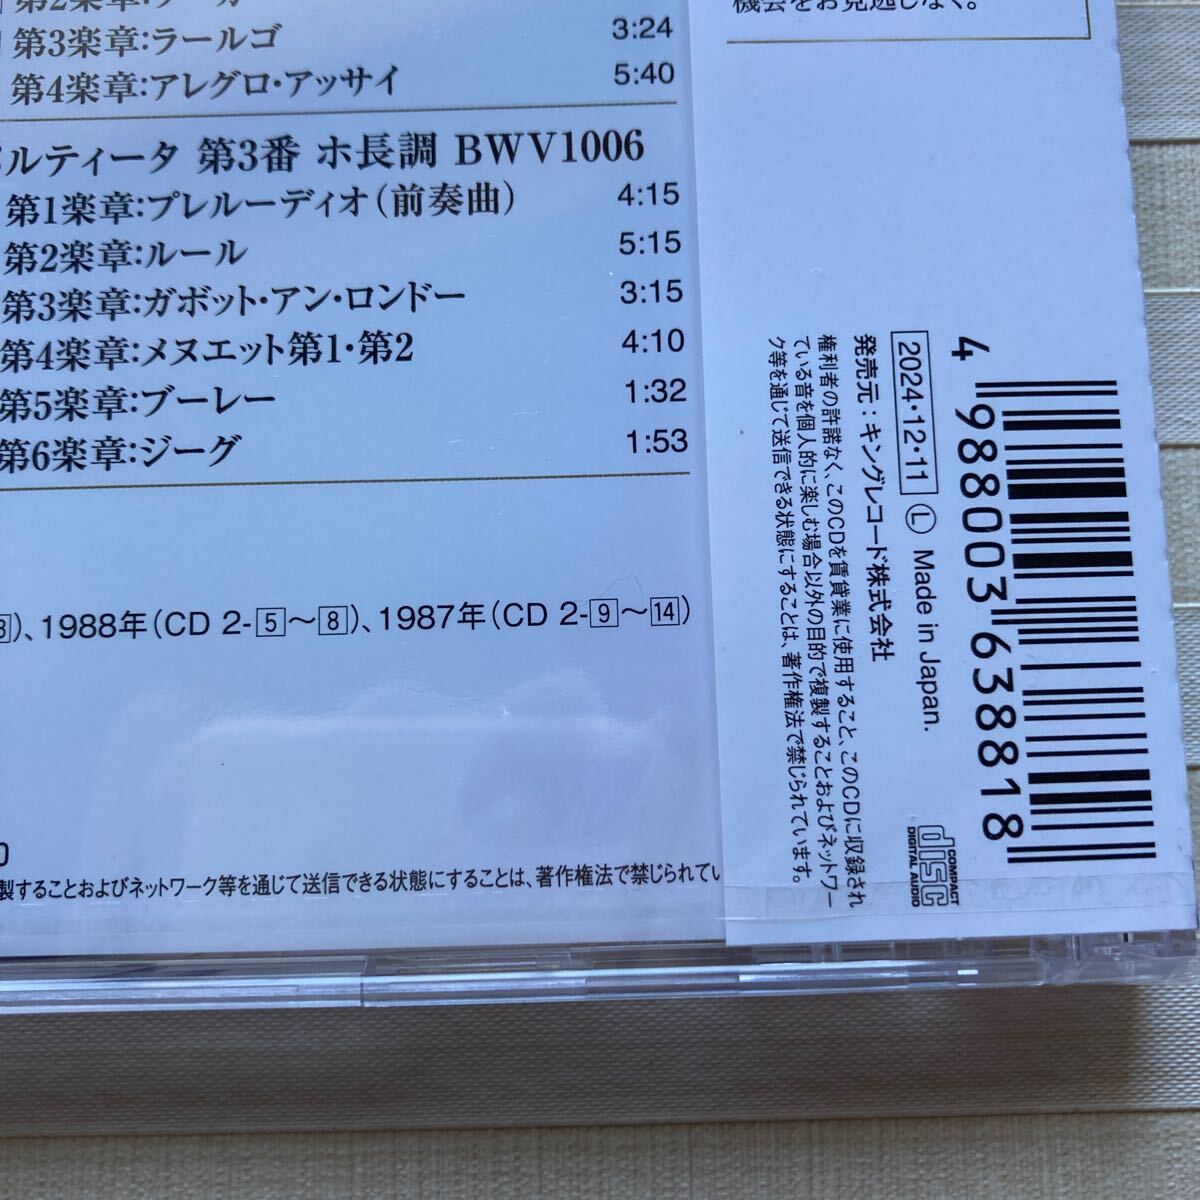 第2楽章:フーガ
第3楽章:ラールゴ 3:24
第4楽章:アレグロ・アッサイ 5:40
ルティータ 第3番 ホ長調 BWV1006
第1楽章:プレルーディオ(前奏曲) 4:15
第2楽章:ルール 5:15
第3楽章:ガボット・アン・ロンドー 3:15
第4楽章:メヌエット第1・第2 4:10
第5楽章:ブーレー 1:32
第6楽章:ジーグ 1:53
)、1988年(CD 2-5～8)、1987年(CD 2-9～14)
0
製することおよびネットワーク等を通じて送信できる状態にすることは、著作権法で禁じられてい
機会をお見逃しなく。
4 988003 638818
2024・12・11 Ⓛ Made in Japan.
発売元:キングレコード株式会社
権利者の許諾なく、このCDを賃貸業に使用すること、このCDに収録され
ている音を個人的に楽しむ場合以外の目的で複製することおよびネットワー
ク等を通じて送信できる状態にすることは、著作権法で禁じられています。
COMPACT
disc
DIGITAL AUDIO